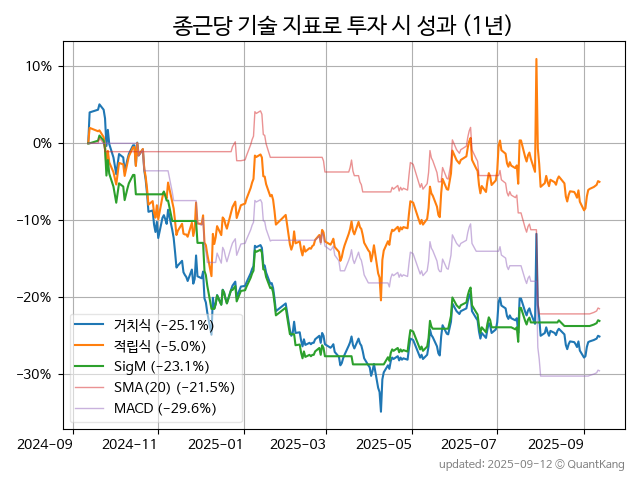 종근당 기술 지표로 투자 시 성과 (1년)
10%
0%
−10%
−20%
−30%
거치식 (−25.1%)
적립식 (−5.0%)
SigM (−23.1%)
SMA(20) (−21.5%)
MACD (−29.6%)
2024-09
2024-11
2025-01
2025-03
2025-05
2025-07
2025-09
updated: 2025-09-12 © QuantKang